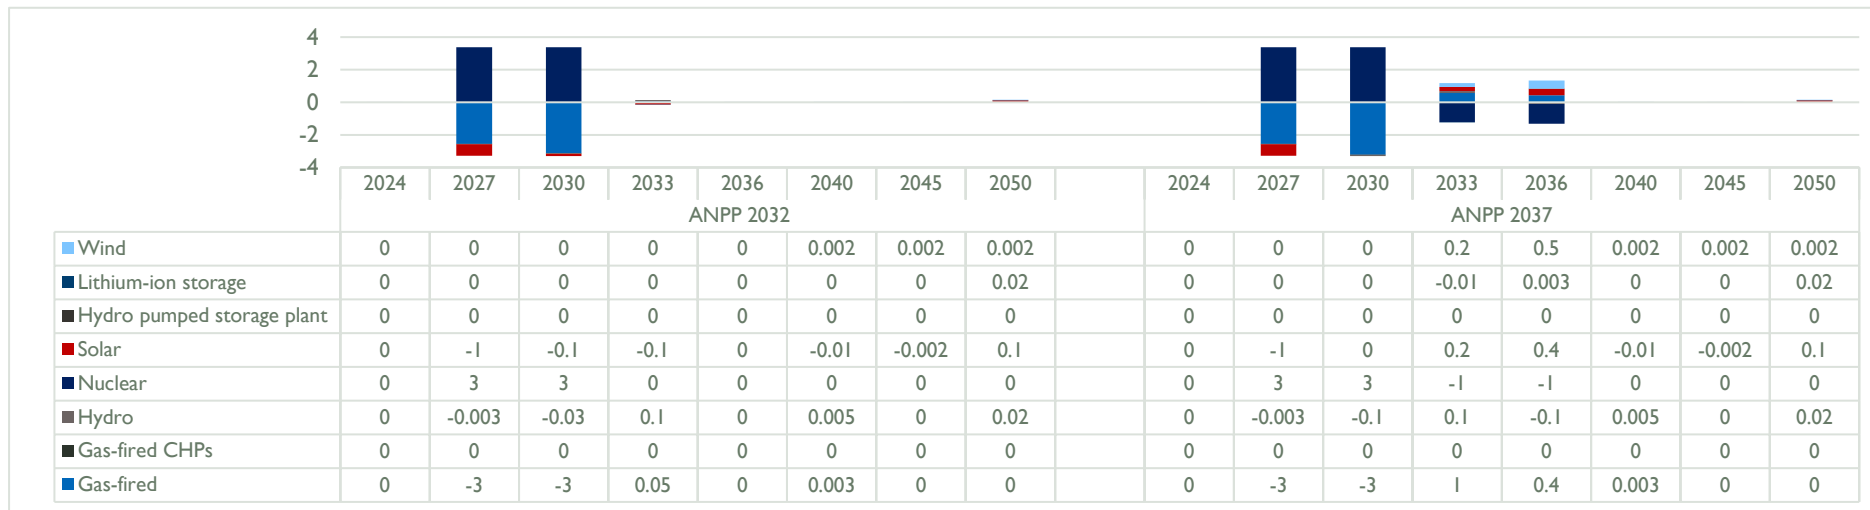 4
2
0
-2
-4
2024 2027 2030 2033 2036 2040 2045 2050 2024 2027 2030 2033 2036 2040 2045 2050
ANPP 2032 ANPP 2037
Wind 0 0 0 0 0 0.002 0.002 0.002 0 0 0 0.2 0.5 0.002 0.002 0.002
Lithium-ion storage 0 0 0 0 0 0 0 0.02 0 0 0 -0.01 0.003 0 0 0.02
Hydro pumped storage plant 0 0 0 0 0 0 0 0 0 0 0 0 0 0 0 0
Solar 0 -1 -0.1 -0.1 0 -0.01 -0.002 0.1 0 -1 0 0.2 0.4 -0.01 -0.002 0.1
Nuclear 0 3 3 0 0 0 0 0 0 3 3 -1 -1 0 0 0
Hydro 0 -0.003 -0.03 0.1 0 0.005 0 0.02 0 -0.003 -0.1 0.1 -0.1 0.005 0 0.02
Gas-fired CHPs 0 0 0 0 0 0 0 0 0 0 0 0 0 0 0 0
Gas-fired 0 -3 -3 0.05 0 0.003 0 0 0 -3 -3 1 0.4 0.003 0 0